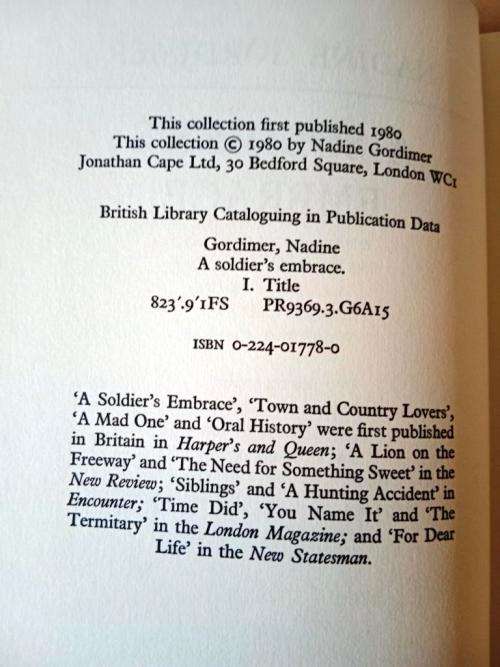 This collection first published 1980
This collection © 1980 by Nadine Gordimer
Jonathan Cape Ltd, 30 Bedford Square, London WC1
British Library Cataloguing in Publication Data
Gordimer, Nadine
A soldier's embrace.
I. Title
823'.9'1FS PR9369.3.G6A15
ISBN 0-224-01778-0
‘A Soldier's Embrace’, ‘Town and Country Lovers’,
‘A Mad One’ and ‘Oral History’ were first published
in Britain in Harper's and Queen; ‘A Lion on the
Freeway’ and ‘The Need for Something Sweet’ in the
New Review; ‘Siblings’ and ‘A Hunting Accident’ in
Encounter; ‘Time Did’, ‘You Name It’ and ‘The
Termitary’ in the London Magazine; and ‘For Dear
Life’ in the New Statesman.